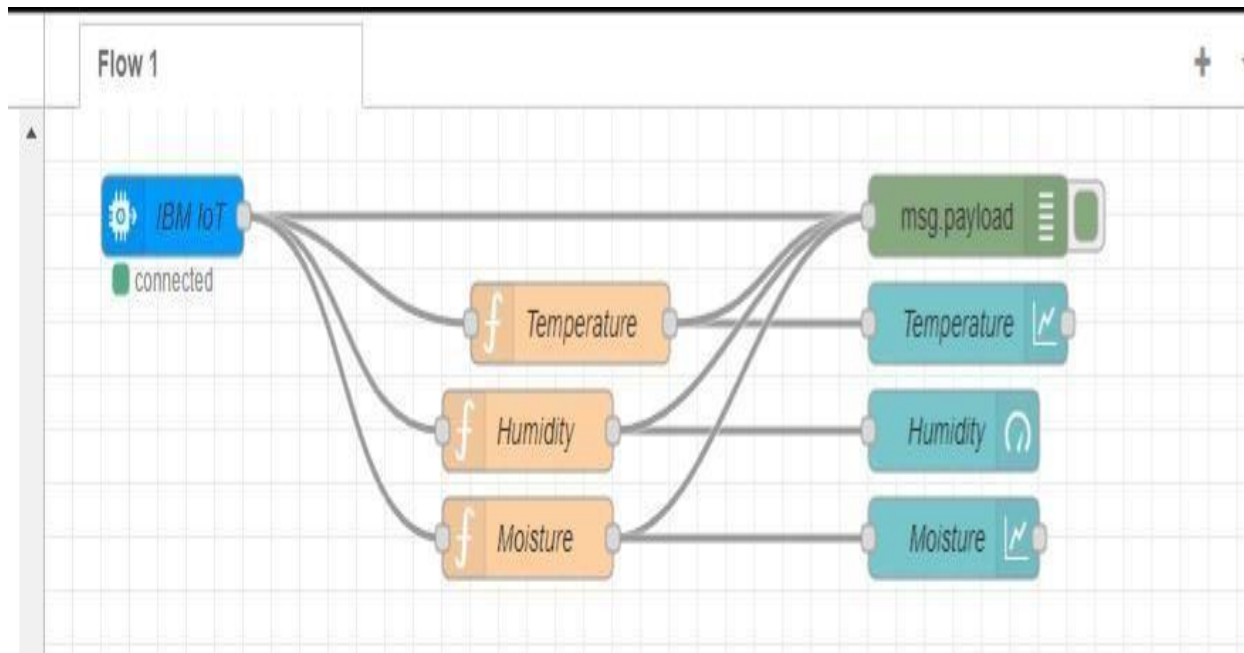 Flow 1
IBM IoT
connected
msg.payload
Temperature
Temperature
Humidity
Humidity
Moisture
Moisture